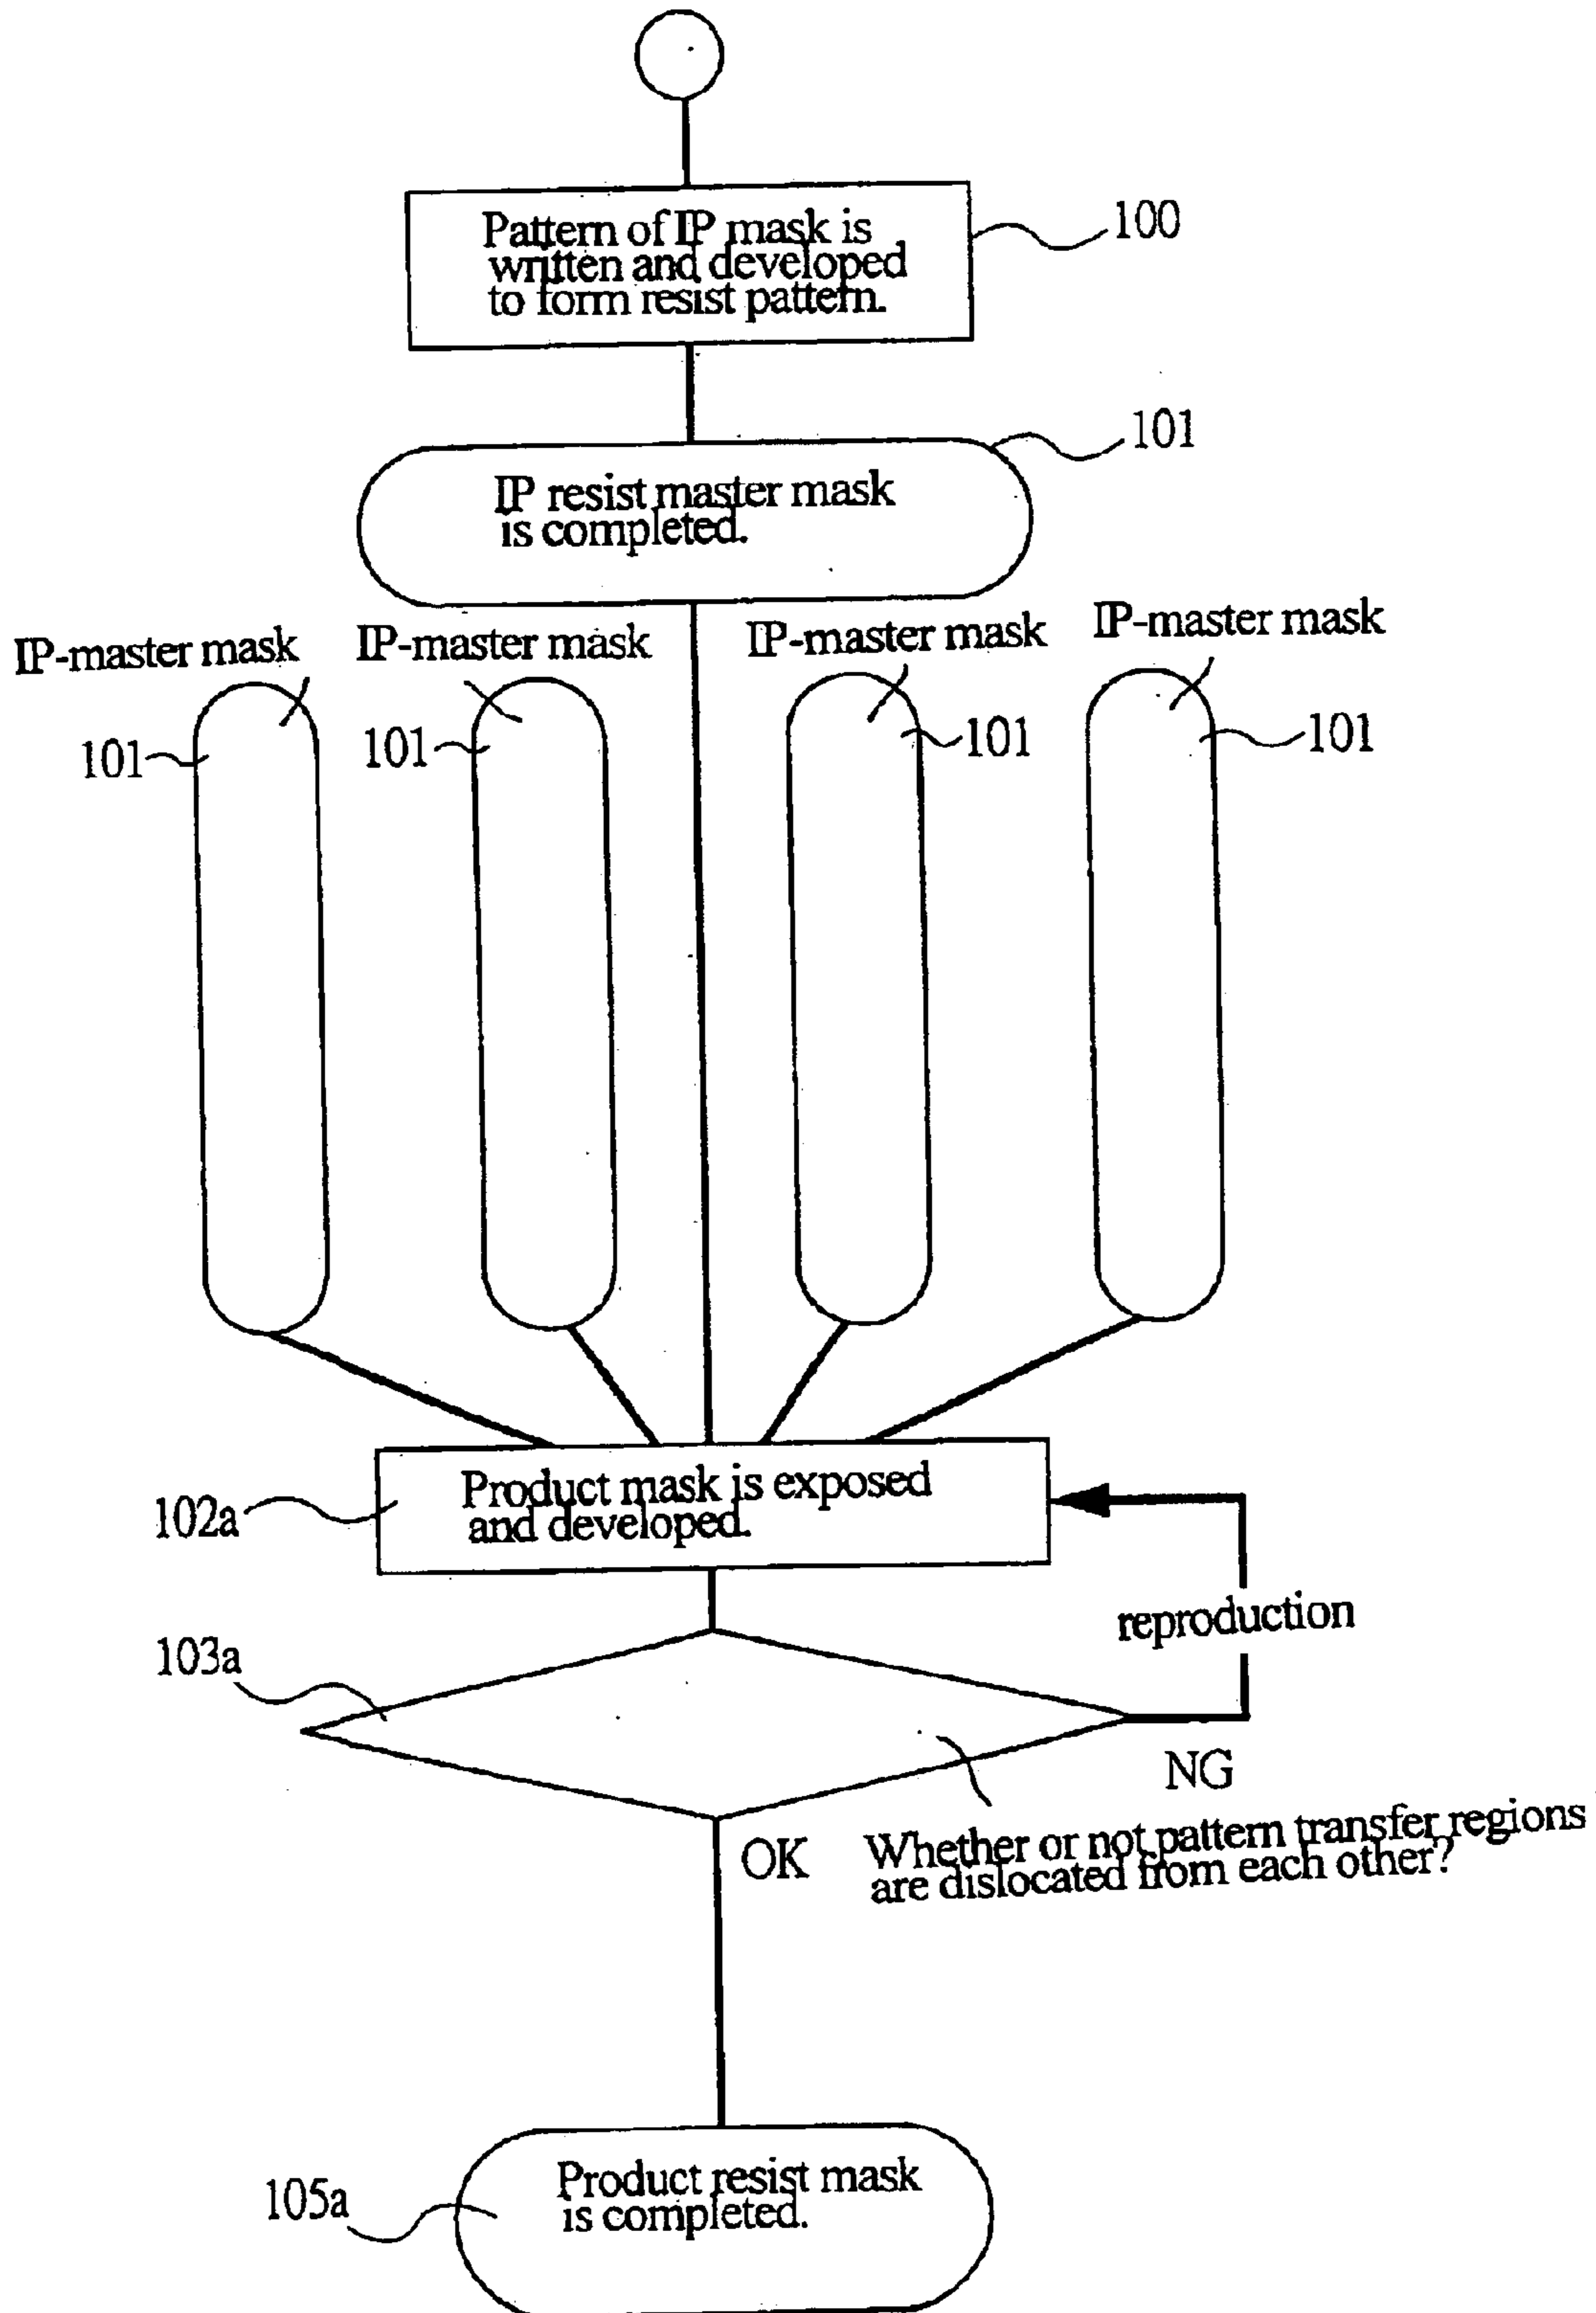 Pattern of IP mask is
written and developed
to form resist pattern.
100
IP resist master mask
is completed.
101
IP-master mask
IP-master mask
IP-master mask
IP-master mask
101
101
101
101
Product mask is exposed
and developed.
102a
reproduction
103a
NG
OK
Whether or not pattern transfer regions
are dislocated from each other?
Product resist mask
is completed.
105a